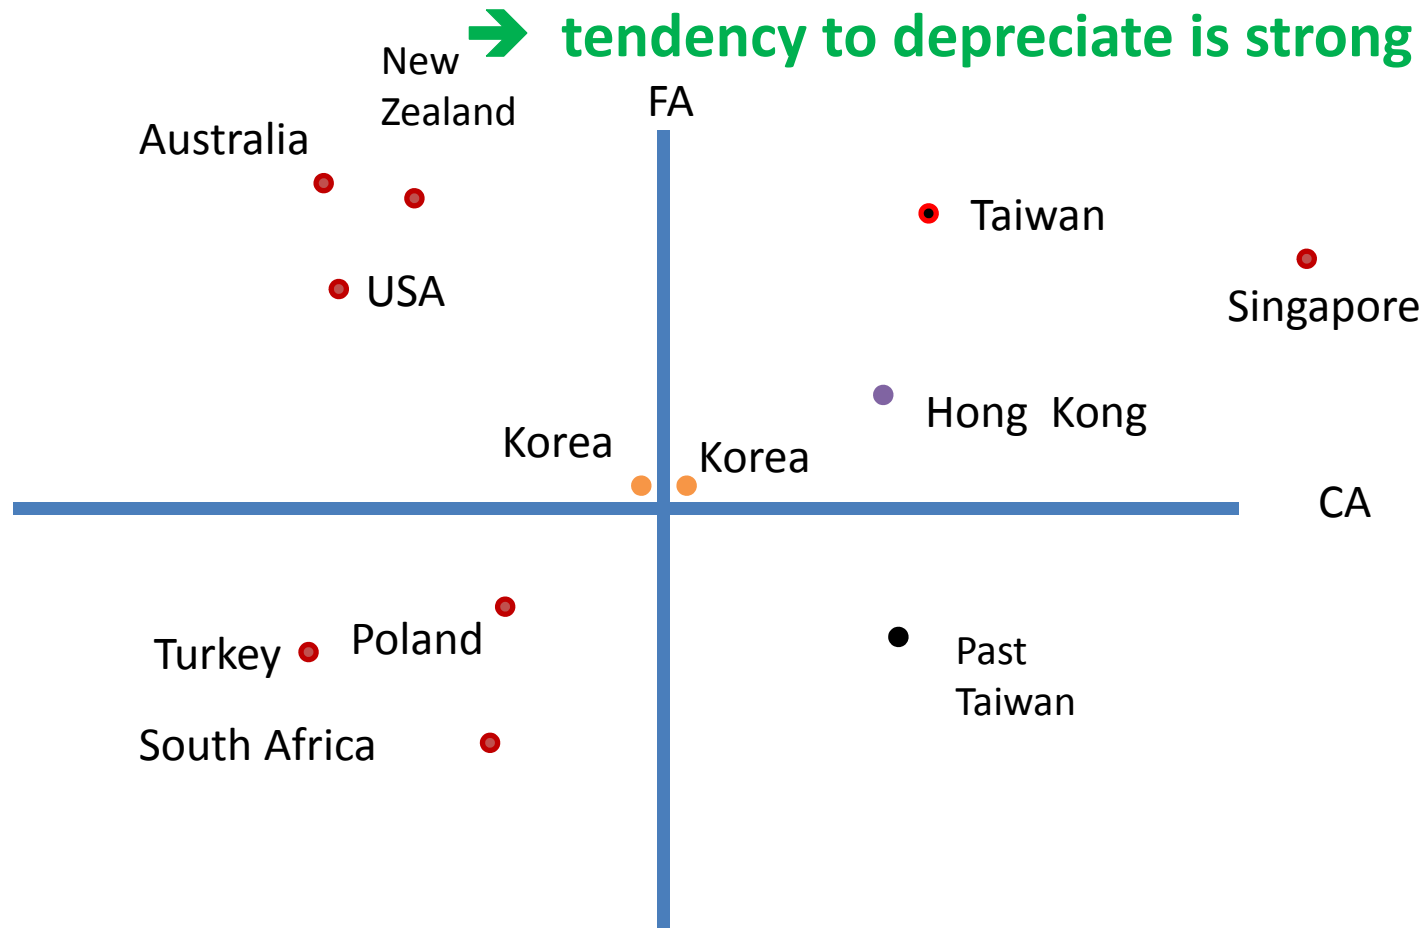 ➔ tendency to depreciate is strong
New
Zealand
FA
Australia
Taiwan
USA
Singapore
Hong Kong
Korea
Korea
CA
Poland
Turkey
Past
Taiwan
South Africa